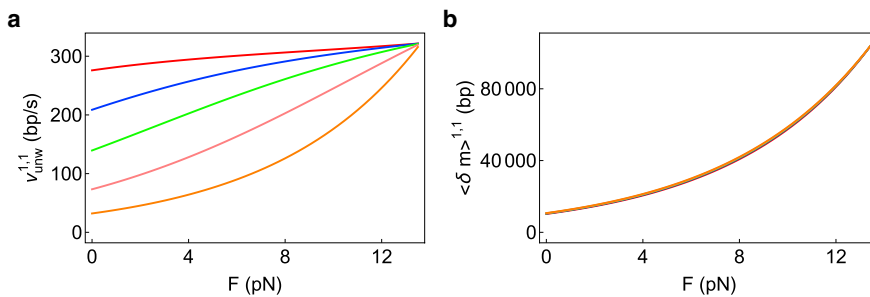 a
300
200
100
0
v^{1,1}_{unw} (bp/s)
0 4 8 12
F (pN)
b
80 000
40 000
0
<δ m>^{1,1} (bp)
0 4 8 12
F (pN)